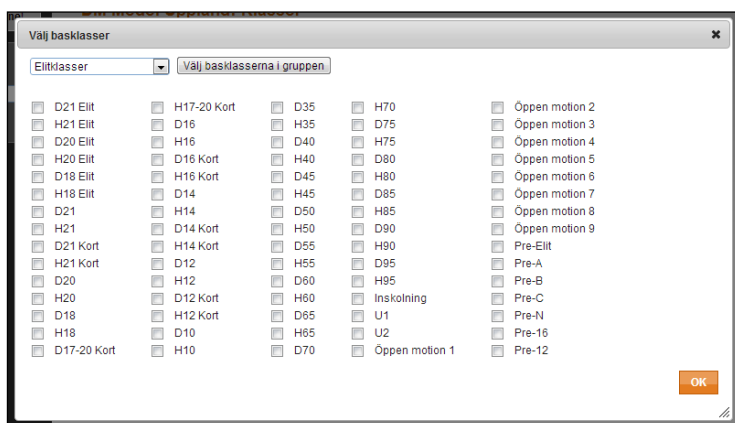 Välj basklasser
Elitklasser Välj basklasserna i gruppen
D21 Elit H17-20 Kort D35 H70 Öppen motion 2
H21 Elit D16 H35 D75 Öppen motion 3
D20 Elit H16 D40 H75 Öppen motion 4
H20 Elit D16 Kort H40 D80 Öppen motion 5
D18 Elit H16 Kort D45 H80 Öppen motion 6
H18 Elit D14 H45 D85 Öppen motion 7
D21 H14 D50 H85 Öppen motion 8
H21 D14 Kort H50 D90 Öppen motion 9
D21 Kort H14 Kort D55 H90 Pre-Elit
H21 Kort D12 H55 D95 Pre-A
D20 H12 D60 H95 Pre-B
H20 D12 Kort H60 Inskolning Pre-C
D18 H12 Kort D65 U1 Pre-N
H18 D10 H65 U2 Pre-16
D17-20 Kort H10 D70 Öppen motion 1 Pre-12
OK